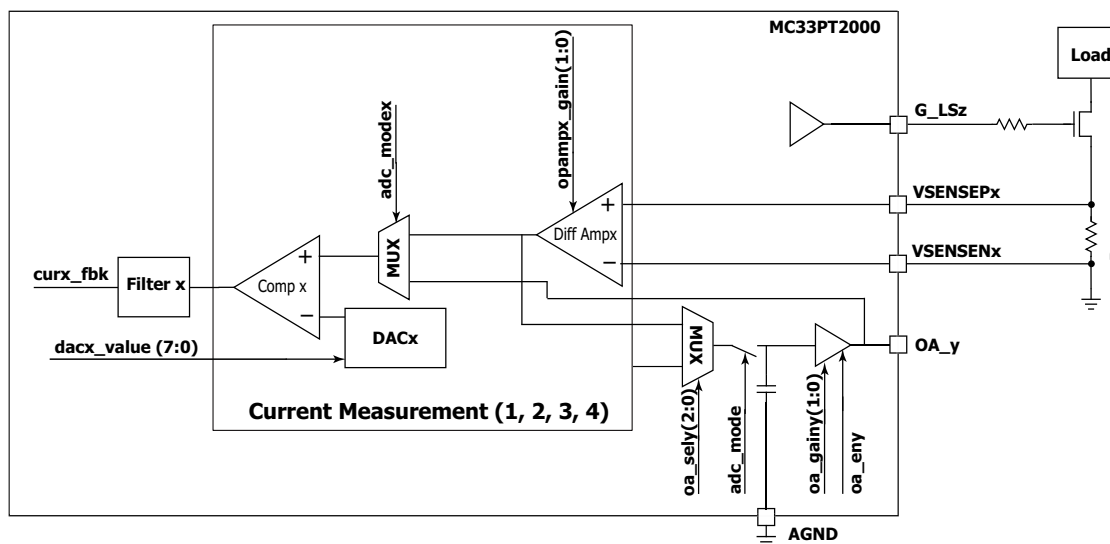 MC33PT2000
Load
G_LSz
opampx_gain(1:0)
adc_modex
VSENSEPx
+
Diff Ampx
−
MUX
VSENSENx
+
curx_fbk
Filter x
Comp x
−
DACx
MUX
OA_y
dacx_value (7:0)
Current Measurement (1, 2, 3, 4)
oa_sely(2:0)
adc_mode
oa_gainy(1:0)
oa_eny
AGND